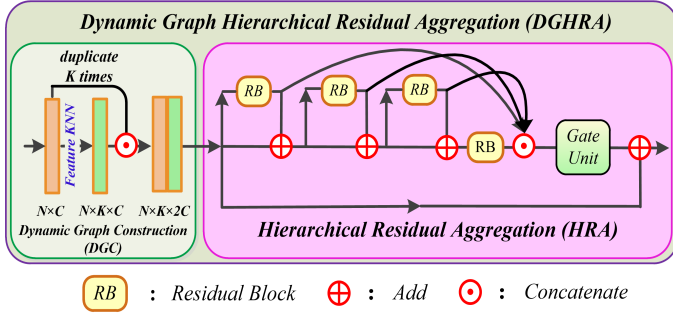 Dynamic Graph Hierarchical Residual Aggregation (DGHRA)
duplicate
K times
Feature KNN
N×C
N×K×C
N×K×2C
Dynamic Graph Construction
(DGC)
RB
RB
RB
RB
Gate
Unit
Hierarchical Residual Aggregation (HRA)
RB : Residual Block
: Add
: Concatenate